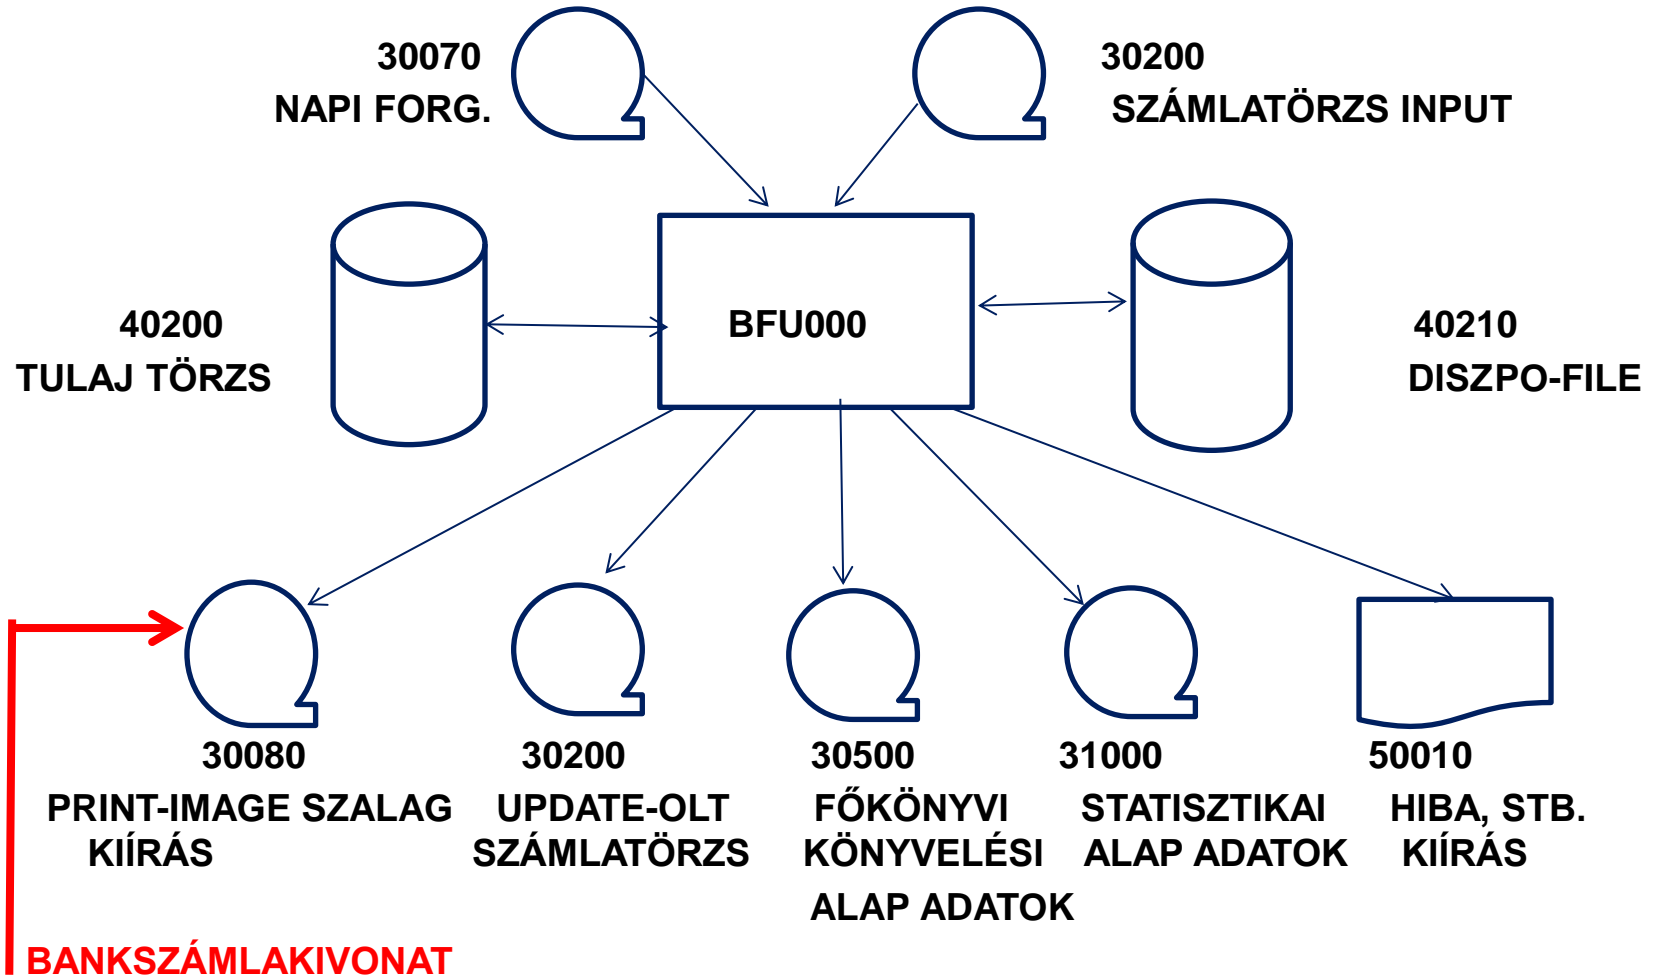 30070
NAPI FORG.
30200
SZÁMLATÖRZS INPUT
40200
TULAJ TÖRZS
BFU000
40210
DISZPO-FILE
30080
PRINT-IMAGE SZALAG
KIÍRÁS
30200
UPDATE-OLT
SZÁMLATÖRZS
30500
FŐKÖNYVI
KÖNYVELÉSI
ALAP ADATOK
31000
STATISZTIKAI
ALAP ADATOK
50010
HIBA, STB.
KIÍRÁS
BANKSZÁMLAKIVONAT